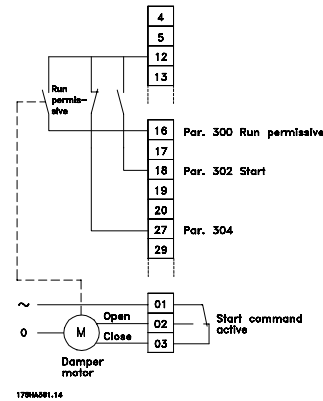 4
5
12
13
Run
permis-
sive
16 Par. 300 Run permissive
17
18 Par. 302 Start
19
20
27 Par. 304
29
~ 01
Open 02 Start command
active
0 M
Close 03
Damper
motor
175HA591.14